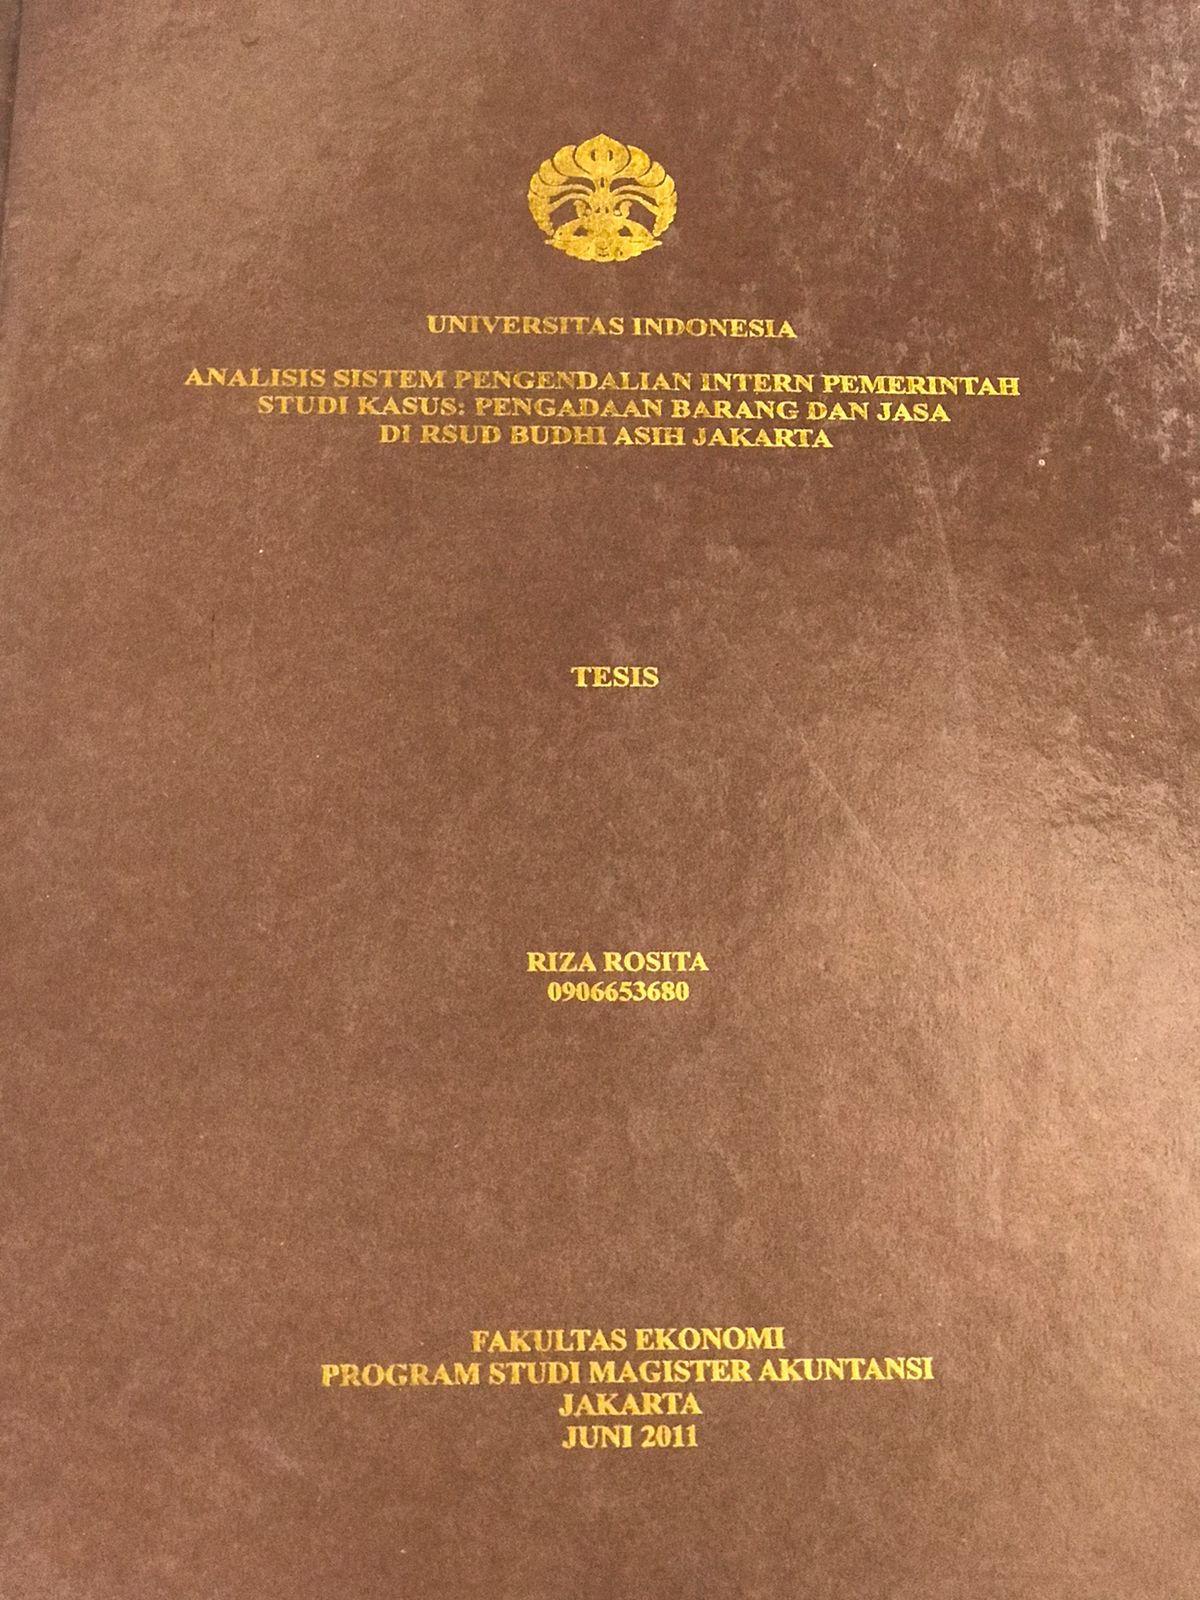 UNIVERSITAS INDONESIA
ANALISIS SISTEM PENGENDALIAN INTERN PEMERINTAH
STUDI KASUS: PENGADAAN BARANG DAN JASA
DI RSUD BUDHI ASIH JAKARTA
TESIS
RIZA ROSITA
0906653680
FAKULTAS EKONOMI
PROGRAM STUDI MAGISTER AKUNTANSI
JAKARTA
JUNI 2011